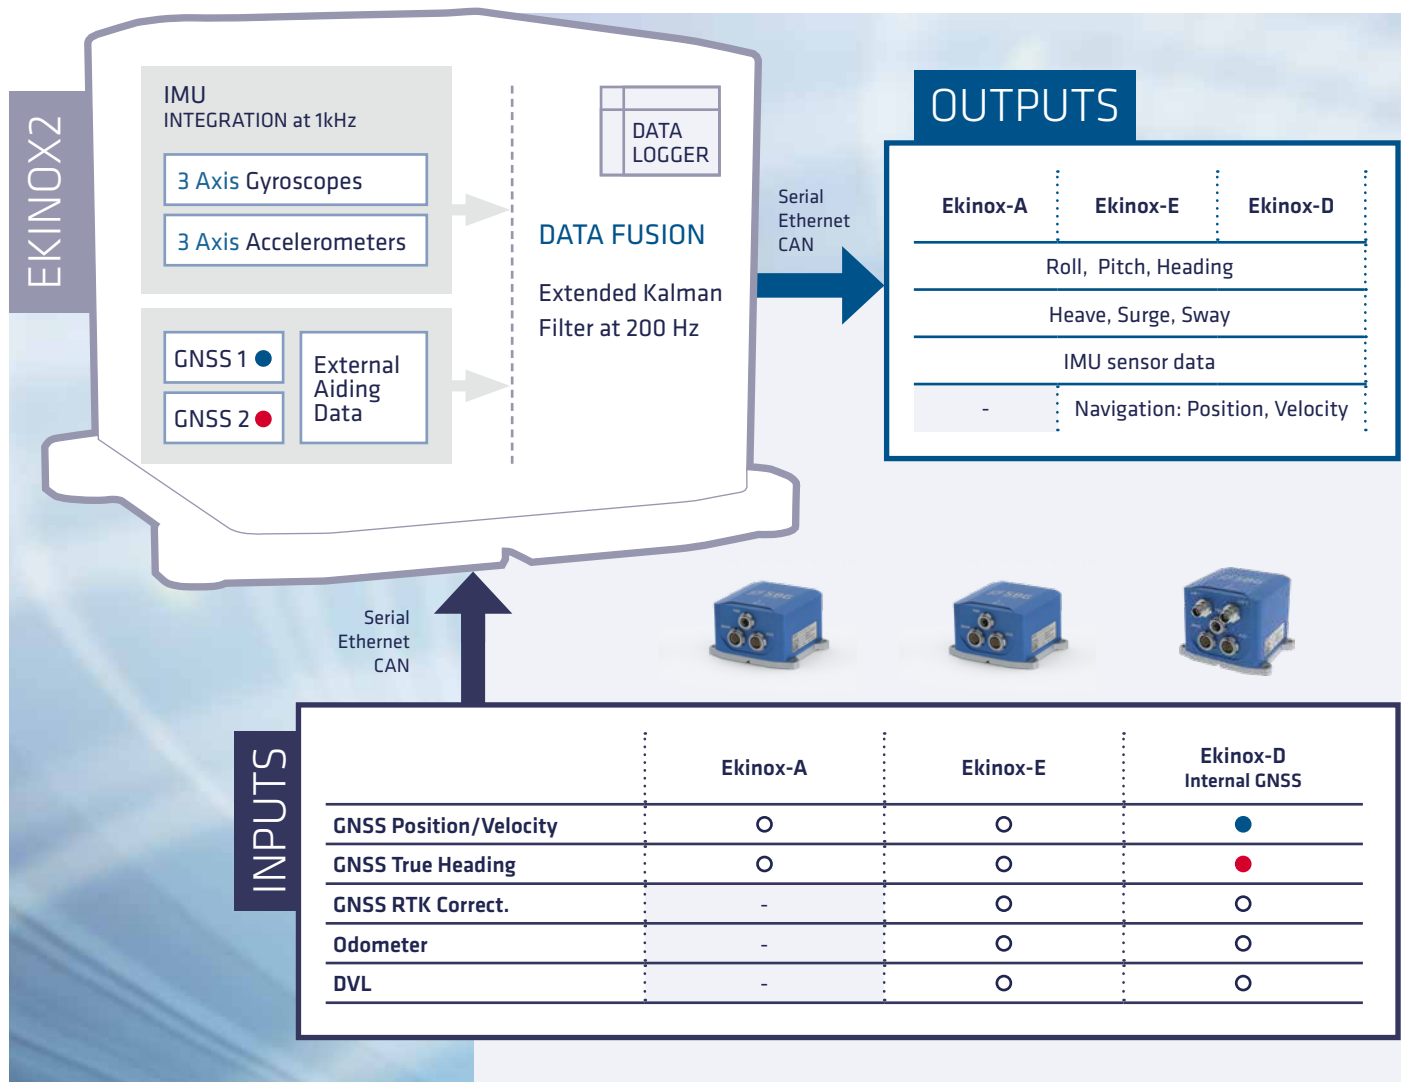 EKINOX2
IMU
INTEGRATION at 1kHz
3 Axis Gyroscopes
3 Axis Accelerometers
GNSS 1
GNSS 2
External
Aiding
Data
DATA
LOGGER
DATA FUSION
Extended Kalman
Filter at 200 Hz
Serial
Ethernet
CAN
OUTPUTS
Ekinox-A Ekinox-E Ekinox-D
Roll, Pitch, Heading
Heave, Surge, Sway
IMU sensor data
- Navigation: Position, Velocity
Serial
Ethernet
CAN
SBG SBG SBG
INPUTS
Ekinox-A Ekinox-E Ekinox-D
Internal GNSS
GNSS Position/Velocity
GNSS True Heading
GNSS RTK Correct. -
Odometer -
DVL -